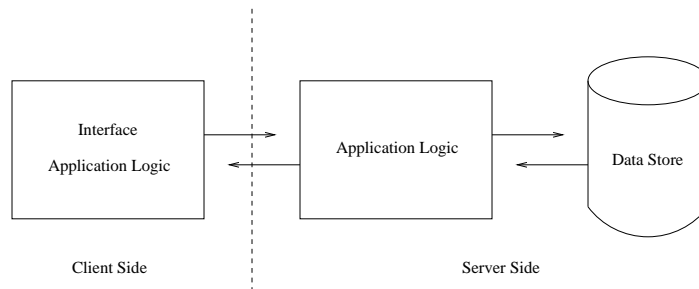 Interface
Application Logic
Application Logic
Data Store
Client Side
Server Side